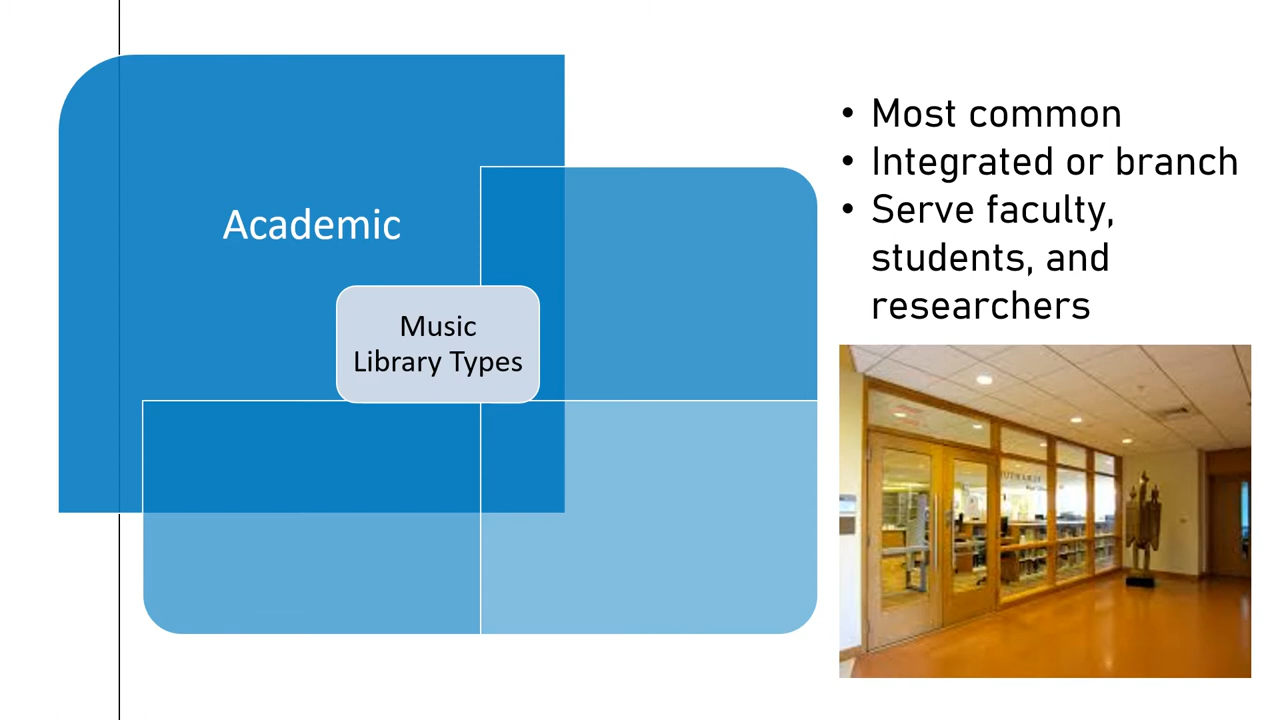 Academic
Music
Library Types
• Most common
• Integrated or branch
• Serve faculty,
students, and
researchers